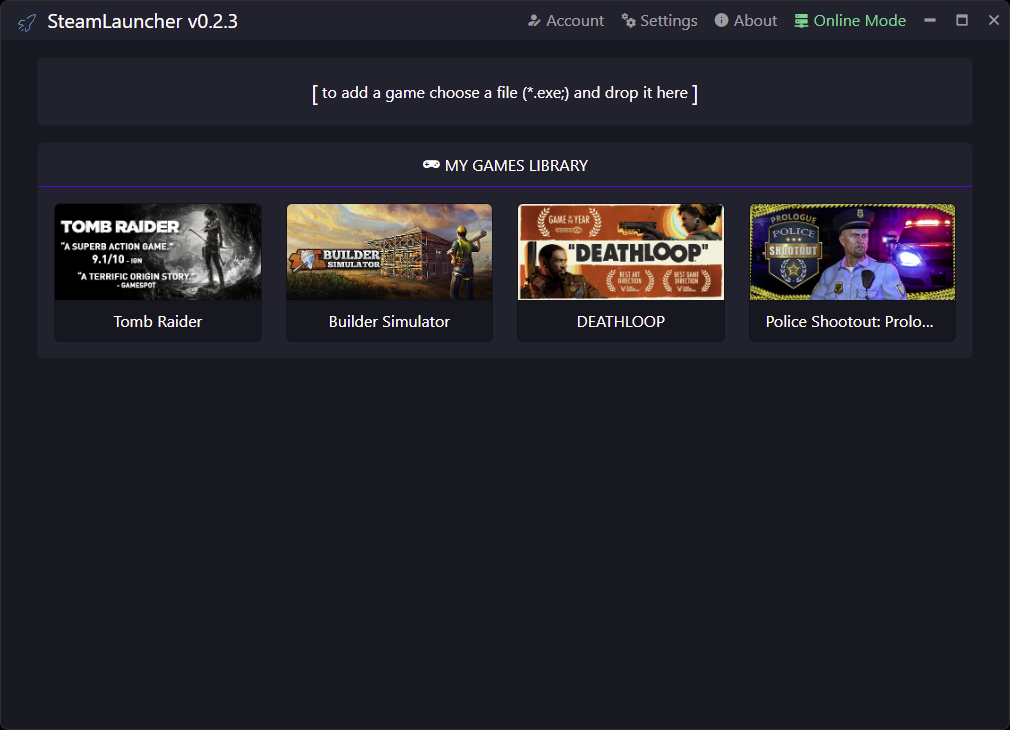 SteamLauncher v0.2.3
Account
Settings
About
Online Mode
[ to add a game choose a file (*.exe;) and drop it here ]
MY GAMES LIBRARY
TOMB RAIDER
"A SUPERB ACTION GAME."
9.1/10 - IGN
"A TERRIFIC ORIGIN STORY."
- GAMESPOT
Tomb Raider
BUILDER
SIMULATOR
Builder Simulator
GAME OF THE
YEAR
"DEATHLOOP"
BEST ART
DIRECTION
BEST GAME
DIRECTION
DEATHLOOP
PROLOGUE
POLICE
SHOOTOUT
Police Shootout: Prolo...